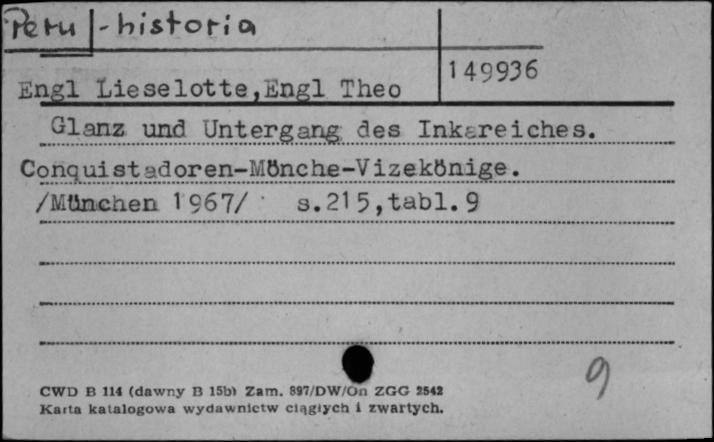 Peru - historia
149936
Engl Lieselotte,Engl Theo
Glanz und Untergang des Inkareiches.
Conquistadoren-Mönche-Vizekönige.
/München 1967/ s.215,tabl.9
9
CWD B 114 (dawny B 15b) Zam. 897/DW/On ZGG 2542
Karta katalogowa wydawnictw ciągłych i zwartych.